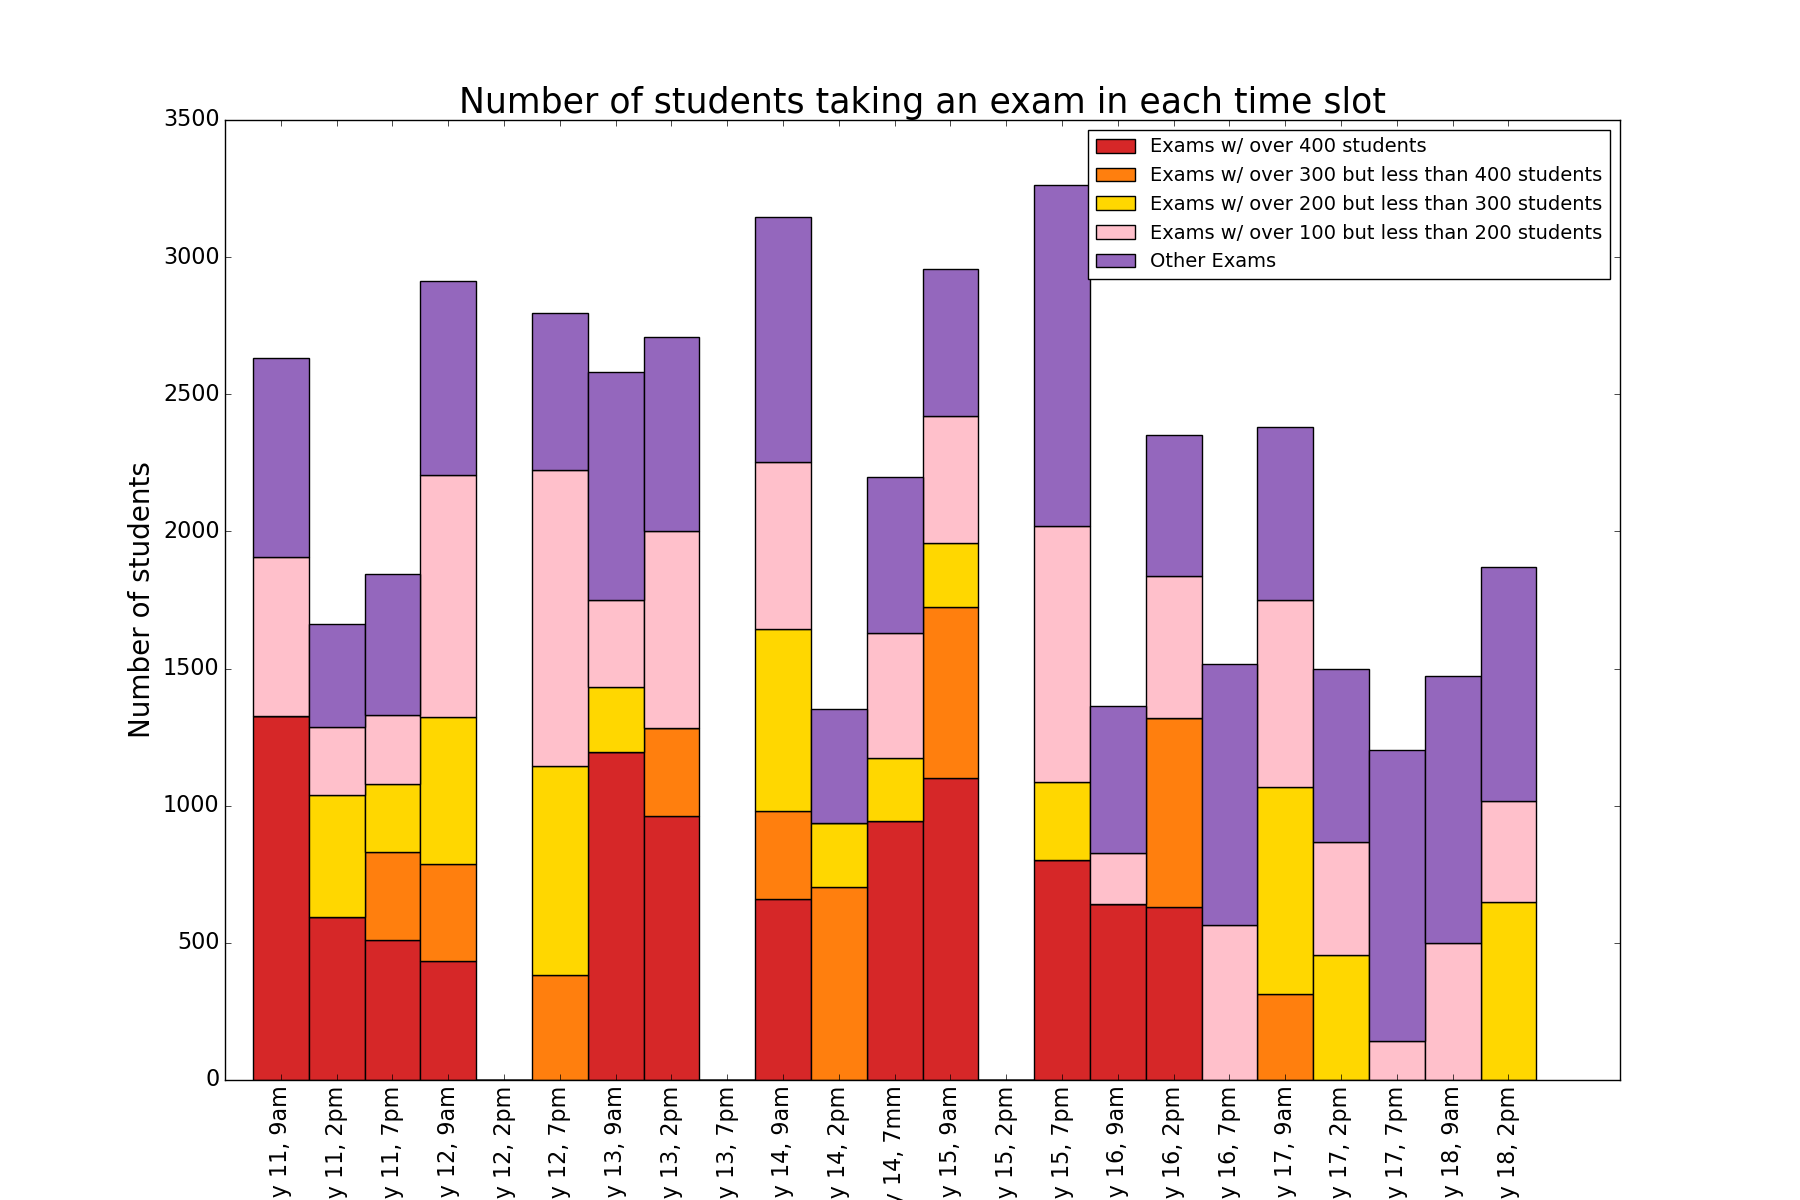 Number of students taking an exam in each time slot
Exams w/ over 400 students
Exams w/ over 300 but less than 400 students
Exams w/ over 200 but less than 300 students
Exams w/ over 100 but less than 200 students
Other Exams
Number of students
3500
3000
2500
2000
1500
1000
500
0
y 11, 9am
y 11, 2pm
y 11, 7pm
y 12, 9am
y 12, 2pm
y 12, 7pm
y 13, 9am
y 13, 2pm
y 13, 7pm
y 14, 9am
y 14, 2pm
y 14, 7mm
y 15, 9am
y 15, 2pm
y 15, 7pm
y 16, 9am
y 16, 2pm
y 16, 7pm
y 17, 9am
y 17, 2pm
y 17, 7pm
y 18, 9am
y 18, 2pm